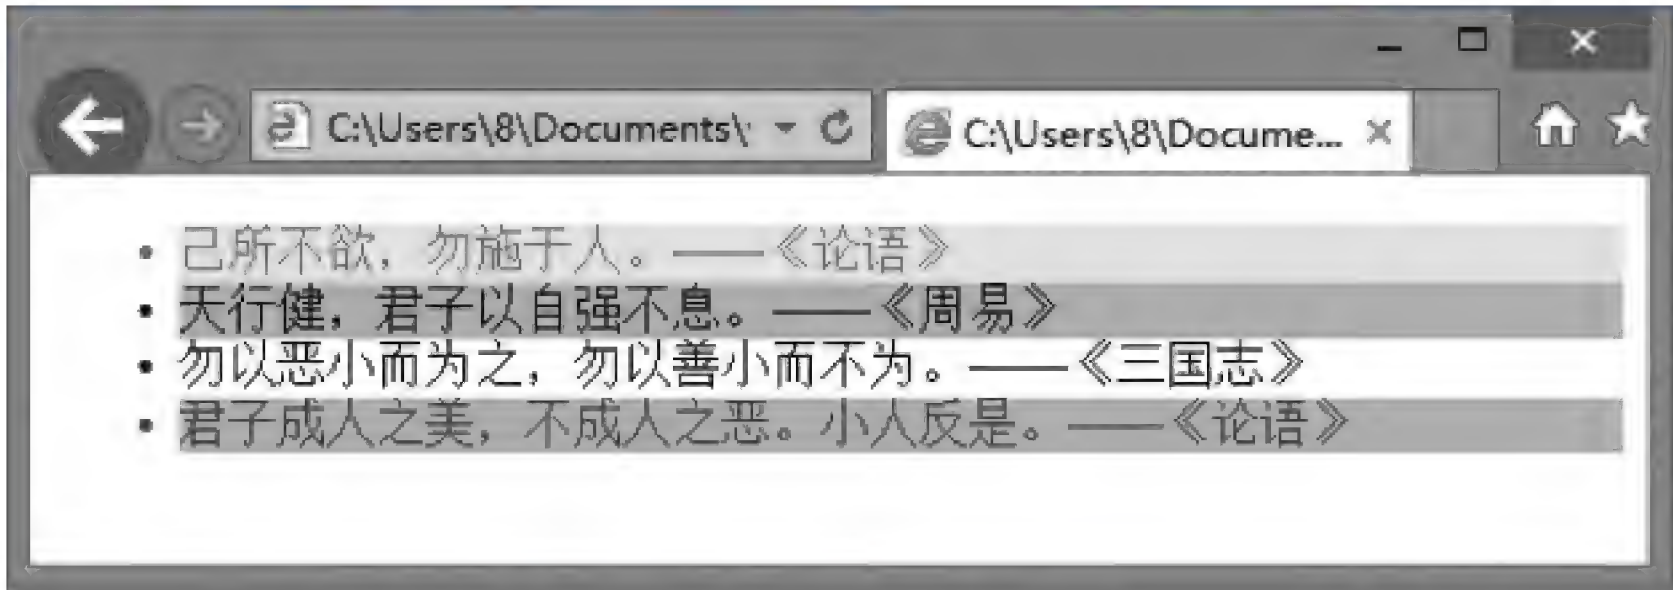 C:\Users\8\Documents\
C:\Users\8\Docume...
• 己所不欲，勿施于人。——《论语》
• 天行健，君子以自强不息。——《周易》
• 勿以恶小而为之，勿以善小而不为。——《三国志》
• 君子成人之美，不成人之恶。小人反是。——《论语》